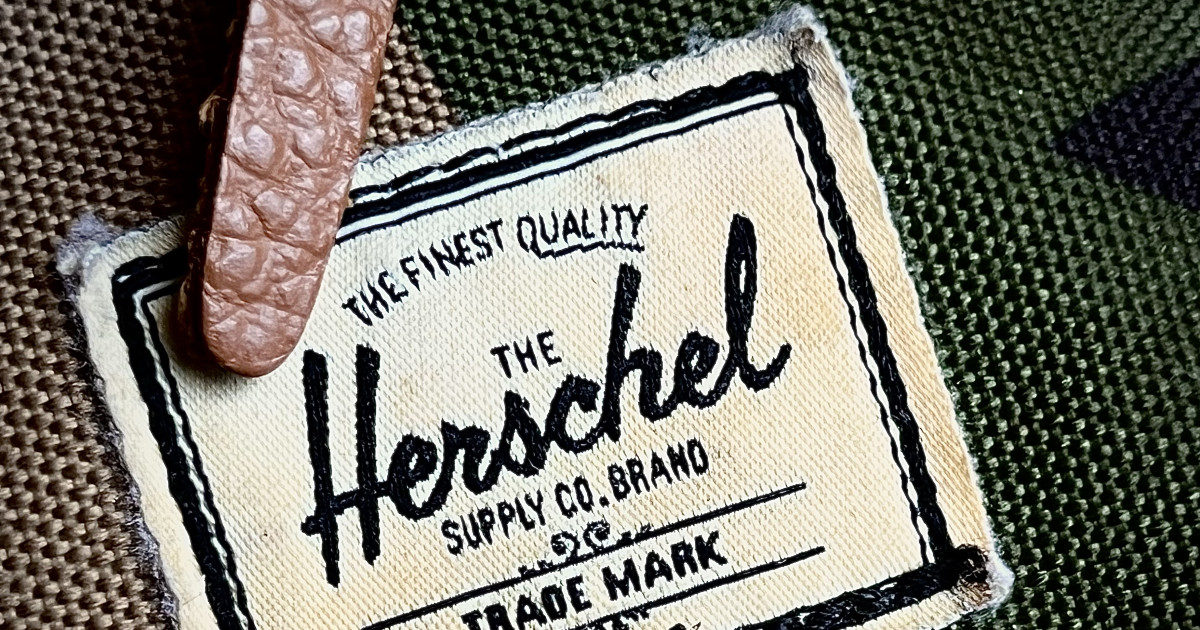 THE FINEST QUALITY
THE
Herschel
SUPPLY CO. BRAND
TRADE MARK